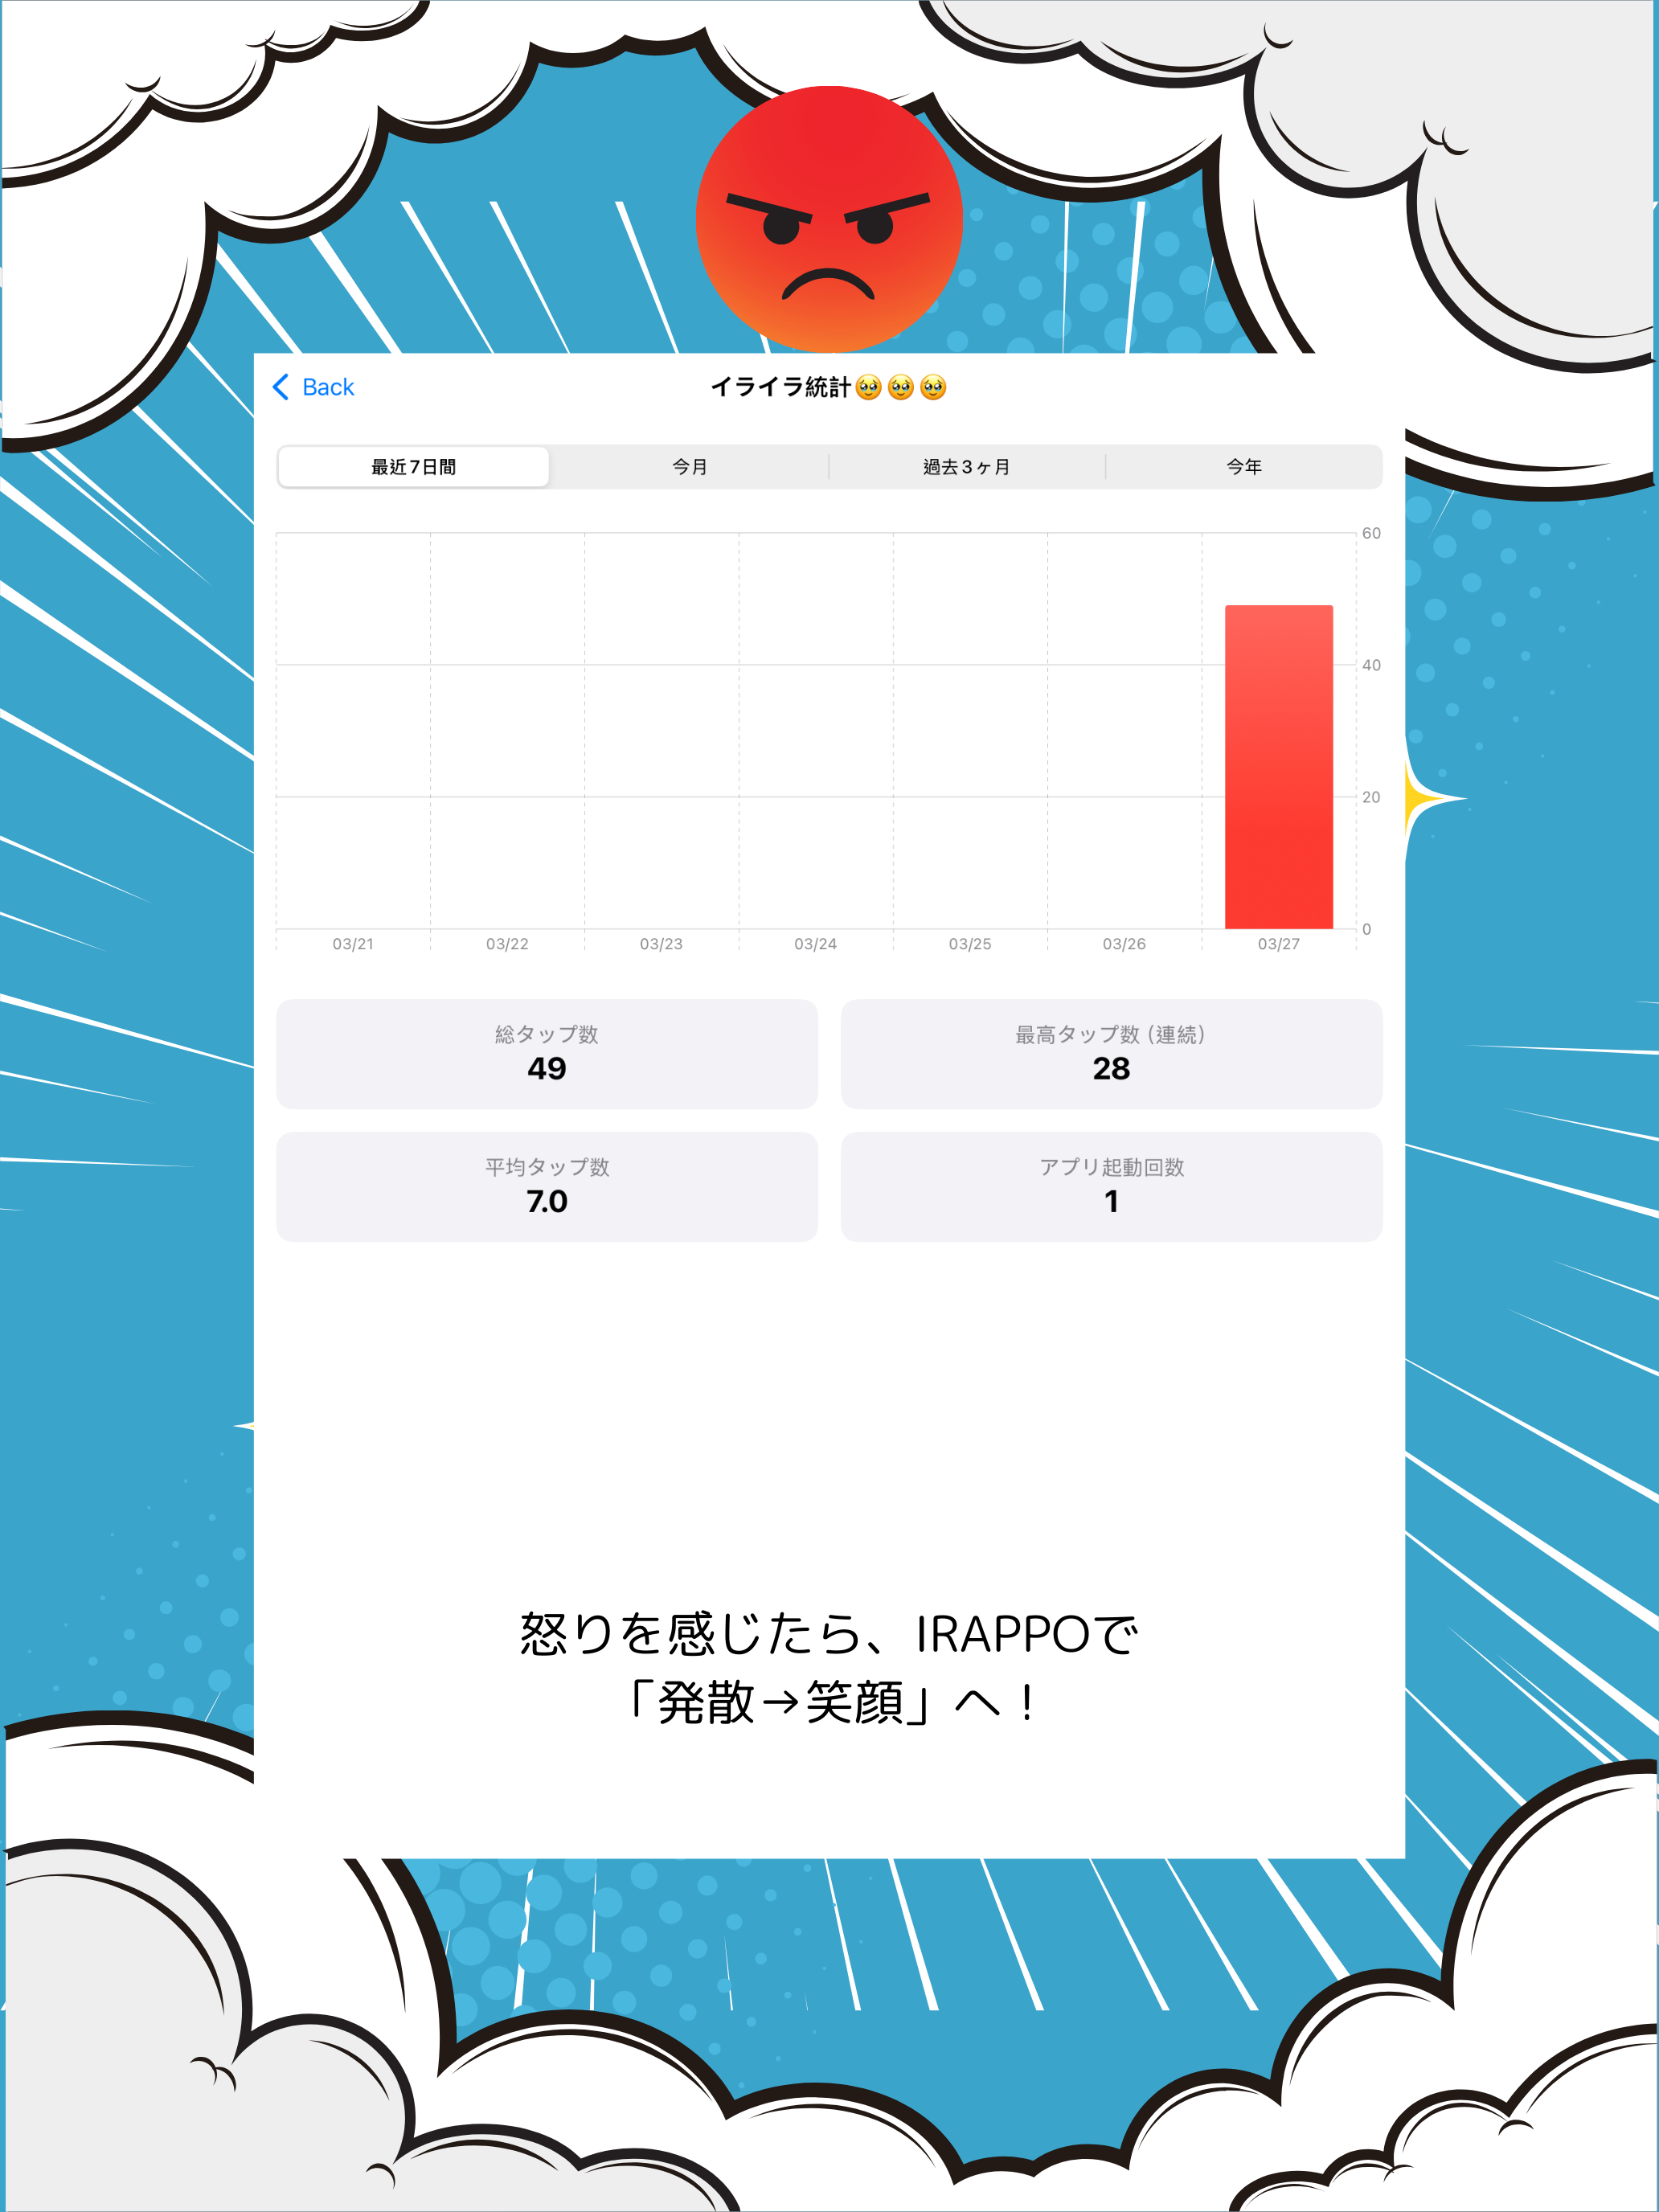 Back
イライラ統計🥹🥹🥹
最近7日間
今月
過去3ヶ月
今年
60
40
20
0
03/21
03/22
03/23
03/24
03/25
03/26
03/27
総タップ数
49
最高タップ数 (連続)
28
平均タップ数
7.0
アプリ起動回数
1
怒りを感じたら、IRAPPOで
「発散→笑顔」へ！